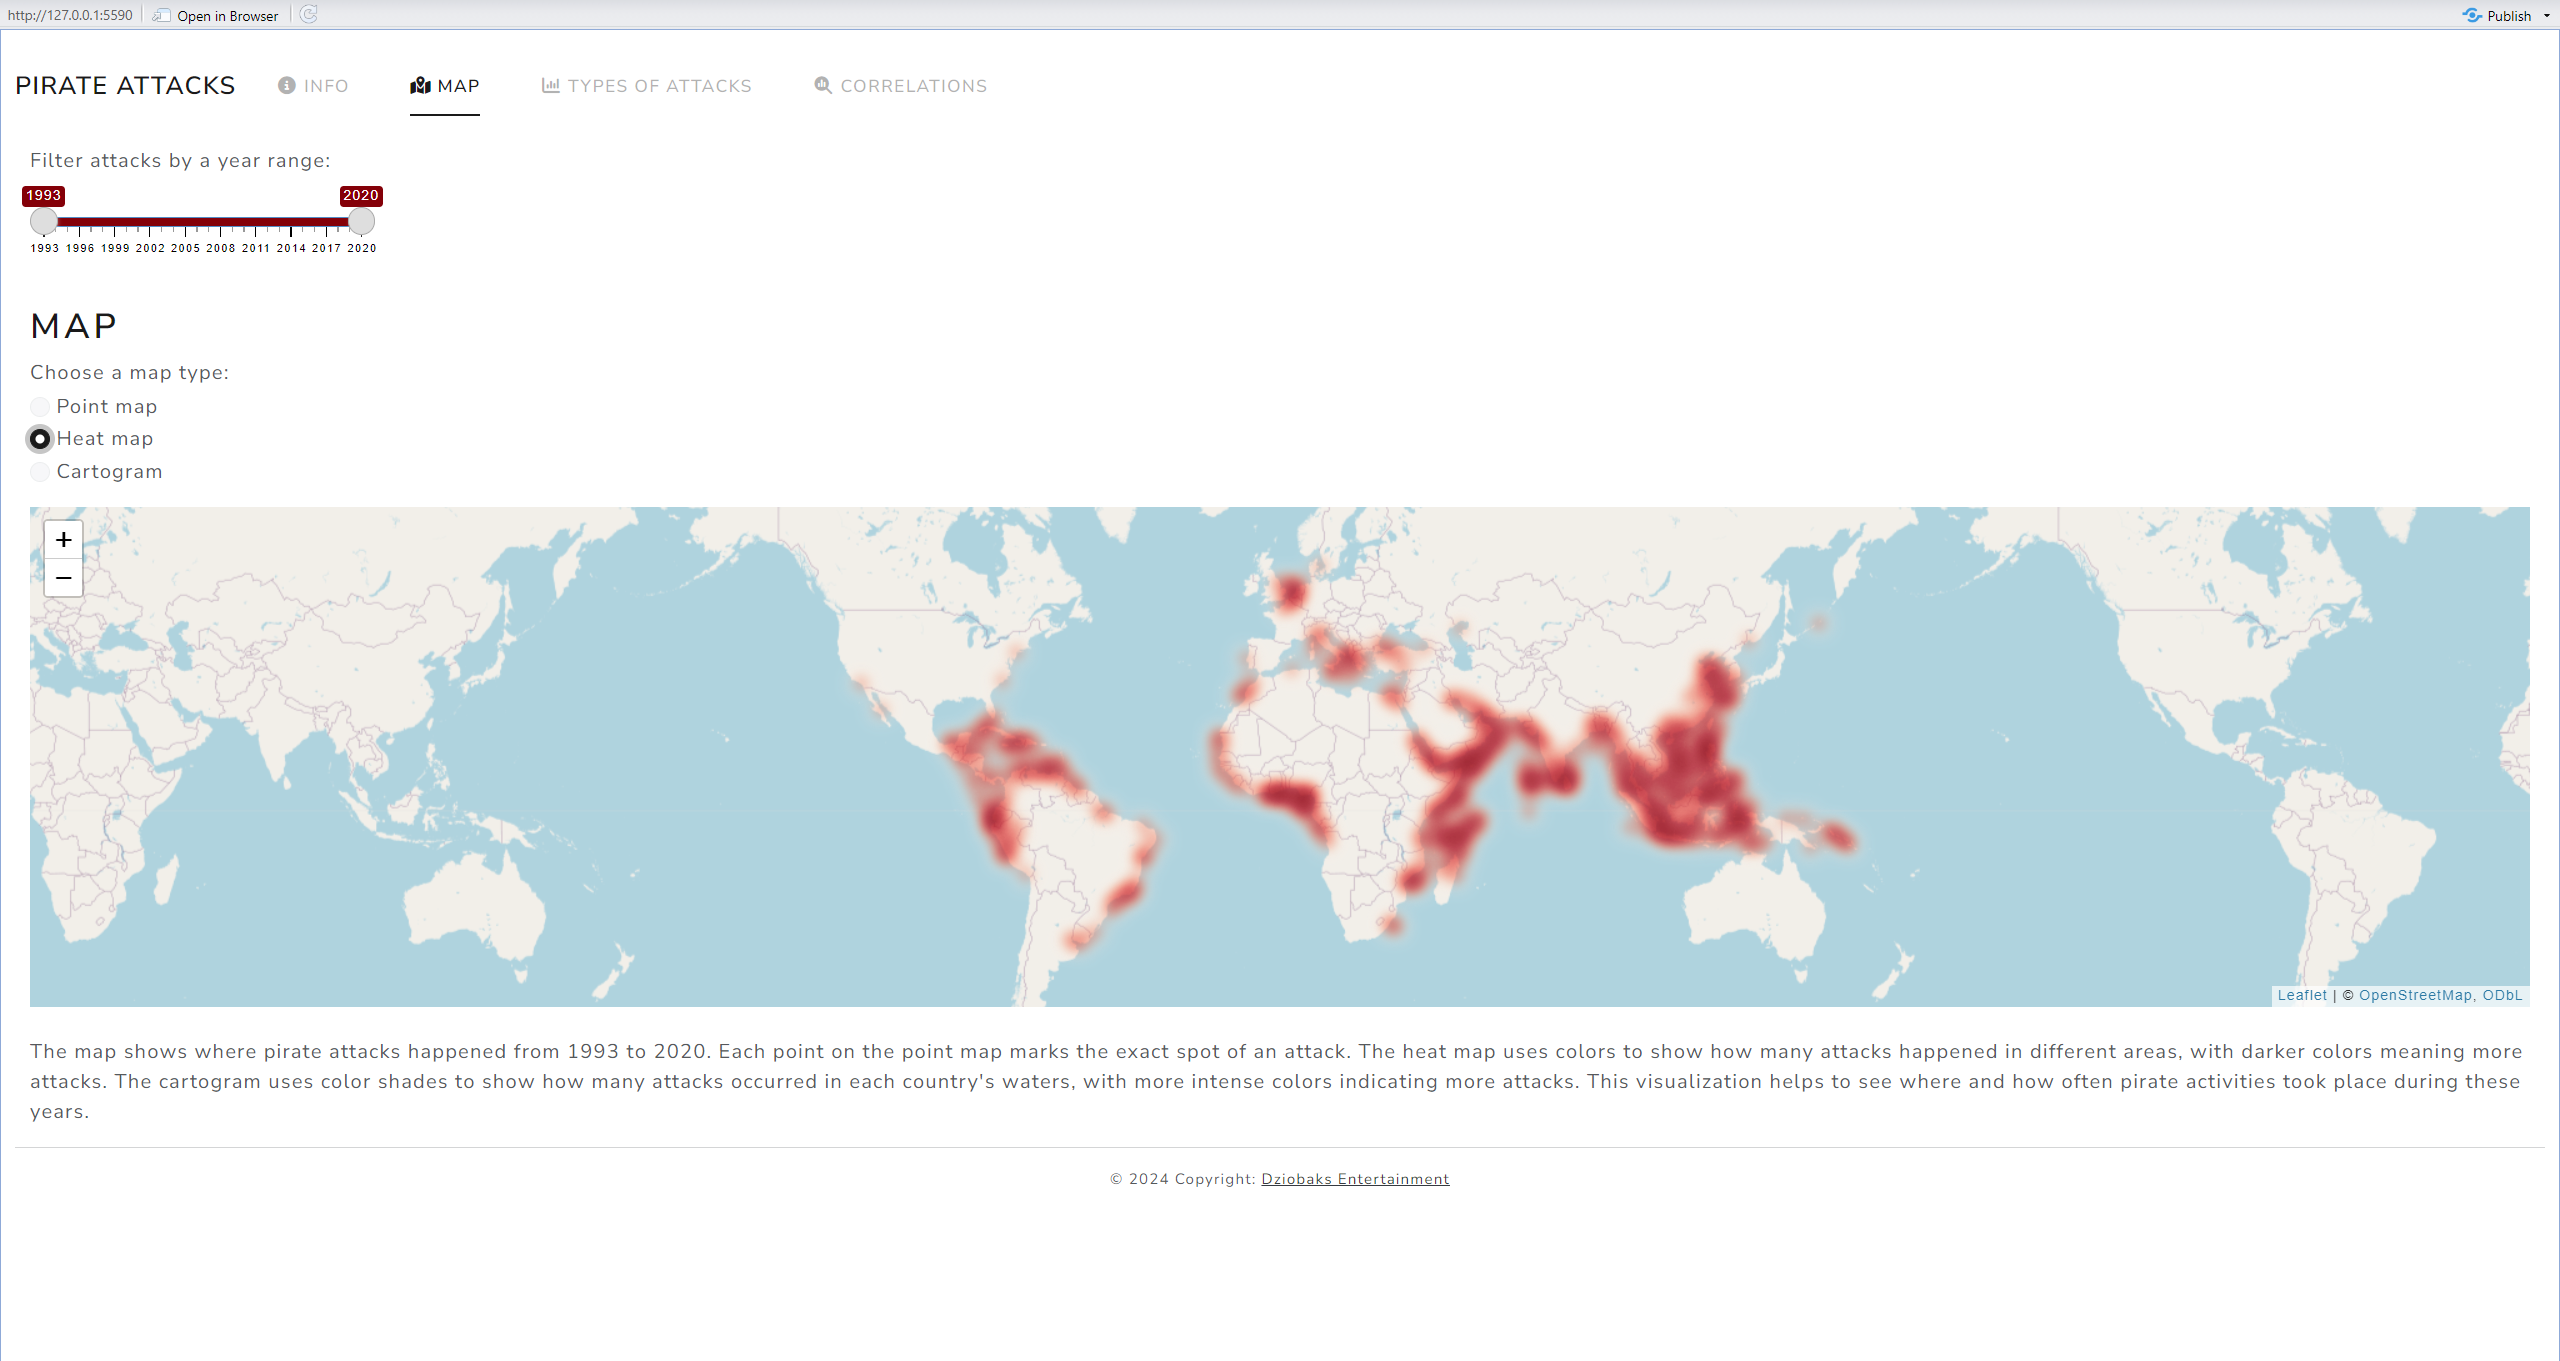 http://127.0.0.1:5590 Open in Browser Publish
PIRATE ATTACKS INFO MAP TYPES OF ATTACKS CORRELATIONS
Filter attacks by a year range:
1993 2020
1993 1996 1999 2002 2005 2008 2011 2014 2017 2020
MAP
Choose a map type:
Point map
Heat map
Cartogram
+
−
Leaflet | © OpenStreetMap, ODbL
The map shows where pirate attacks happened from 1993 to 2020. Each point on the point map marks the exact spot of an attack. The heat map uses colors to show how many attacks happened in different areas, with darker colors meaning more
attacks. The cartogram uses color shades to show how many attacks occurred in each country's waters, with more intense colors indicating more attacks. This visualization helps to see where and how often pirate activities took place during these
years.
© 2024 Copyright: Dziobaks Entertainment